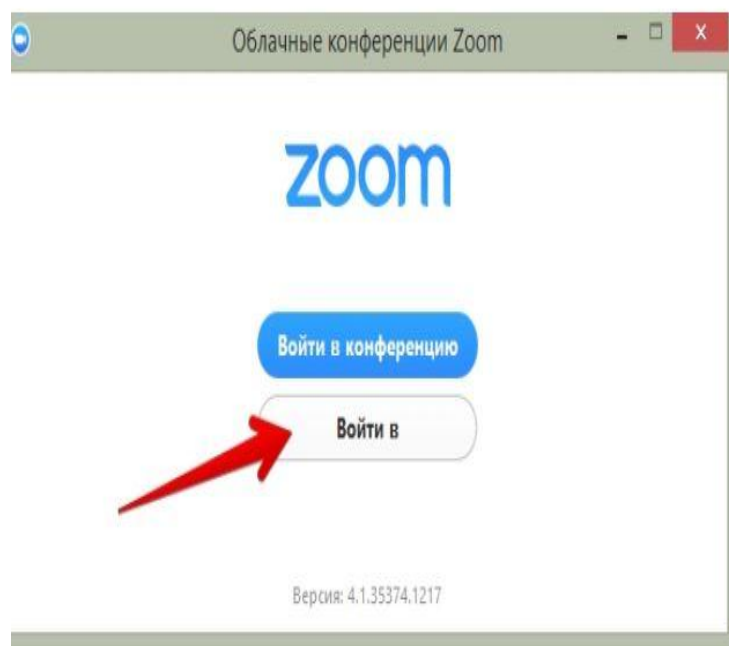 Облачные конференции Zoom
zoom
Войти в конференцию
Войти в
Версия: 4.1.35374.1217